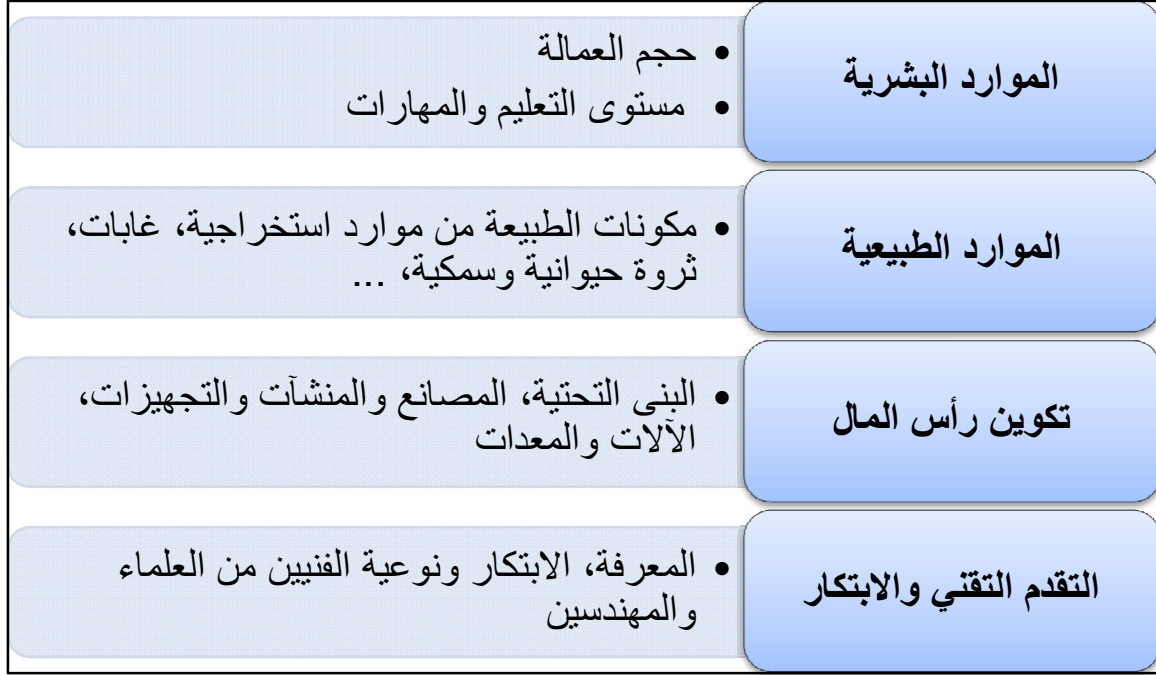 الموارد البشرية
• حجم العمالة
• مستوى التعليم والمهارات
الموارد الطبيعية
• مكونات الطبيعة من موارد استخراجية، غابات،
ثروة حيوانية وسمكية، ...
تكوين رأس المال
• البنى التحتية، المصانع والمنشآت والتجهيزات،
الآلات والمعدات
التقدم التقني والابتكار
• المعرفة، الابتكار ونوعية الفنيين من العلماء
والمهندسين